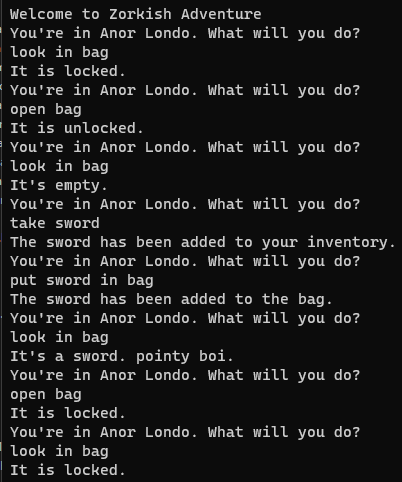 Welcome to Zorkish Adventure
You're in Anor Londo. What will you do?
look in bag
It is locked.
You're in Anor Londo. What will you do?
open bag
It is unlocked.
You're in Anor Londo. What will you do?
look in bag
It's empty.
You're in Anor Londo. What will you do?
take sword
The sword has been added to your inventory.
You're in Anor Londo. What will you do?
put sword in bag
The sword has been added to the bag.
You're in Anor Londo. What will you do?
look in bag
It's a sword. pointy boi.
You're in Anor Londo. What will you do?
open bag
It is locked.
You're in Anor Londo. What will you do?
look in bag
It is locked.